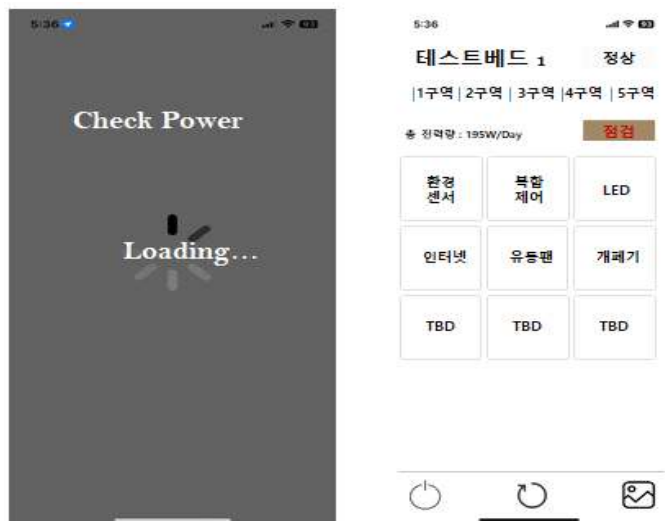 5:36
93
Check Power
Loading...
5:36
93
테스트베드 1
정상
|1구역| 2구역 | 3구역 |4구역 | 5구역
총 전력량 : 195W/Day
점검
환경
센서
복합
제어
LED
인터넷
유동팬
개폐기
TBD
TBD
TBD